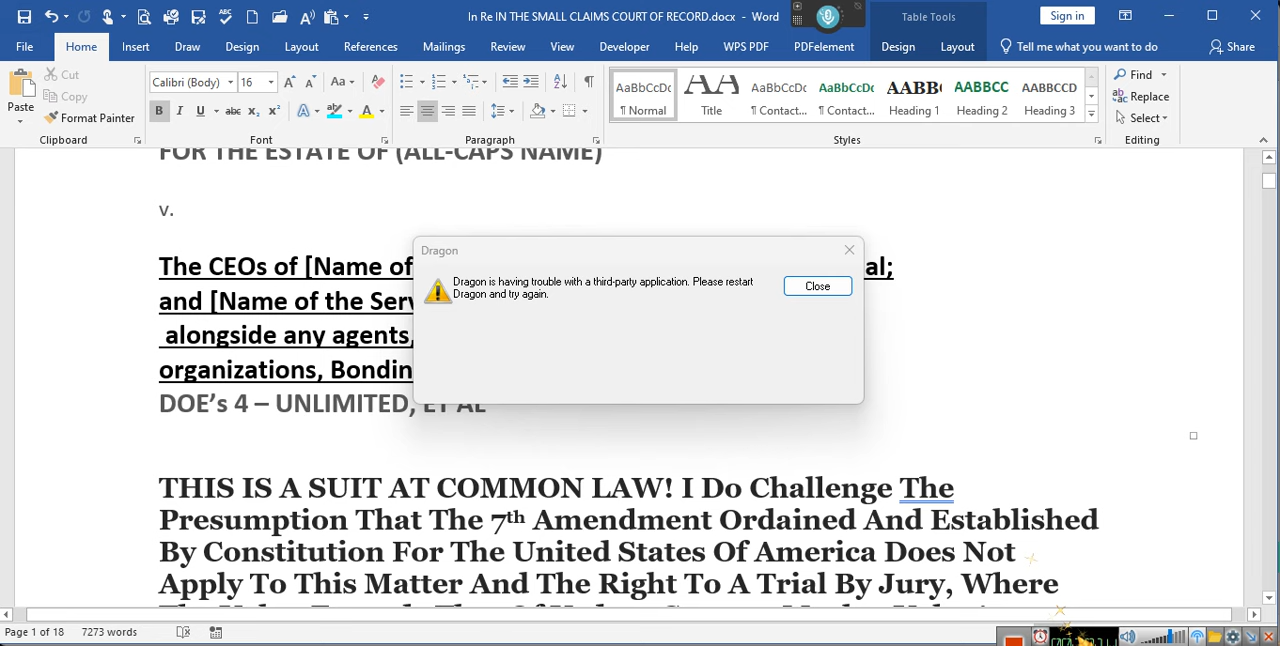 In Re IN THE SMALL CLAIMS COURT OF RECORD.docx - Word
Table Tools
Sign in
File Home Insert Draw Design Layout References Mailings Review View Developer Help WPS PDF PDFelement Design Layout Tell me what you want to do Share
Paste
Cut
Copy
Format Painter
Clipboard
Calibri (Body) 16
Font
Paragraph
AaBbCcDc AAA AaBbCcDc AaBbCcDc AABB AABBCC AABBCCD
¶ Normal Title ¶ Contact... ¶ Contact... Heading 1 Heading 2 Heading 3
Styles
Find
Replace
Select
Editing
FOR THE ESTATE OF (ALL-CAPS NAME)
v.
The CEOs of [Name of al;
and [Name of the Serv
alongside any agents,
organizations, Bondin
DOE’s 4 – UNLIMITED, ET AL
Dragon
Dragon is having trouble with a third-party application. Please restart
Dragon and try again.
Close
THIS IS A SUIT AT COMMON LAW! I Do Challenge The
Presumption That The 7th Amendment Ordained And Established
By Constitution For The United States Of America Does Not
Apply To This Matter And The Right To A Trial By Jury, Where
Page 1 of 18 7273 words